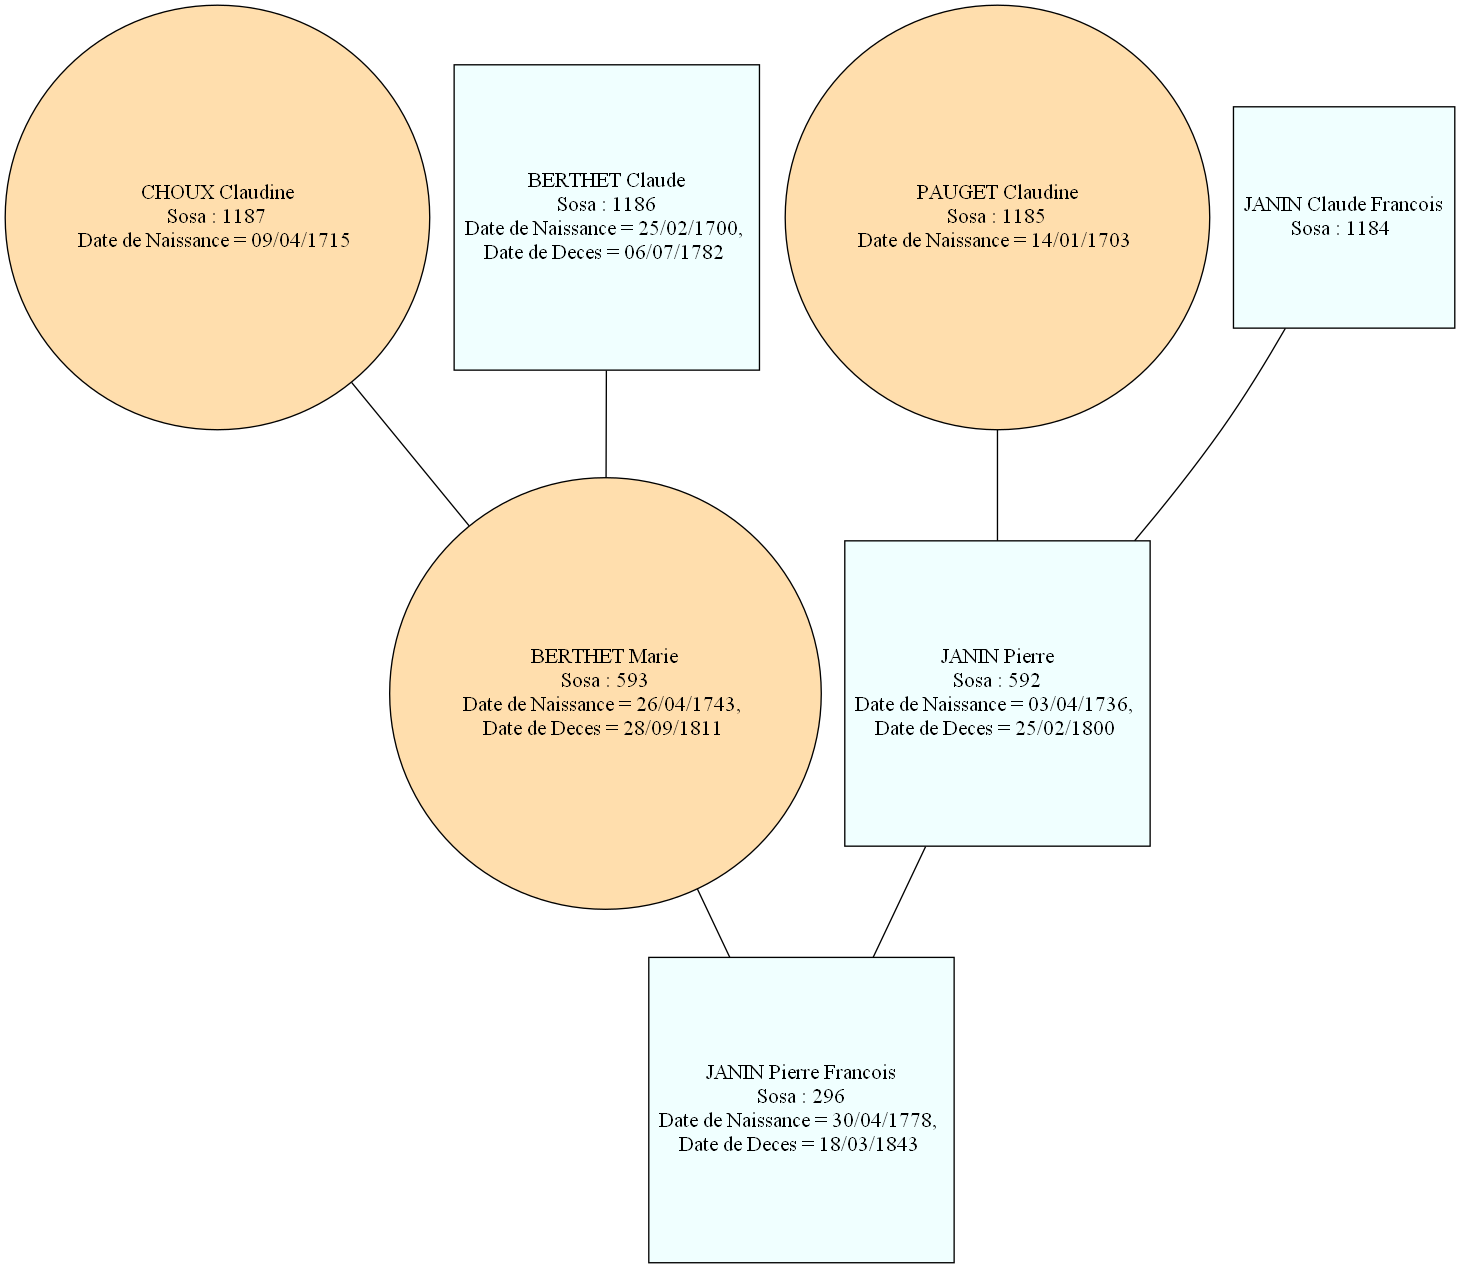 CHOUX Claudine
Sosa : 1187
Date de Naissance = 09/04/1715
BERTHET Claude
Sosa : 1186
Date de Naissance = 25/02/1700,
Date de Deces = 06/07/1782
PAUGET Claudine
Sosa : 1185
Date de Naissance = 14/01/1703
JANIN Claude Francois
Sosa : 1184
BERTHET Marie
Sosa : 593
Date de Naissance = 26/04/1743,
Date de Deces = 28/09/1811
JANIN Pierre
Sosa : 592
Date de Naissance = 03/04/1736,
Date de Deces = 25/02/1800
JANIN Pierre Francois
Sosa : 296
Date de Naissance = 30/04/1778,
Date de Deces = 18/03/1843